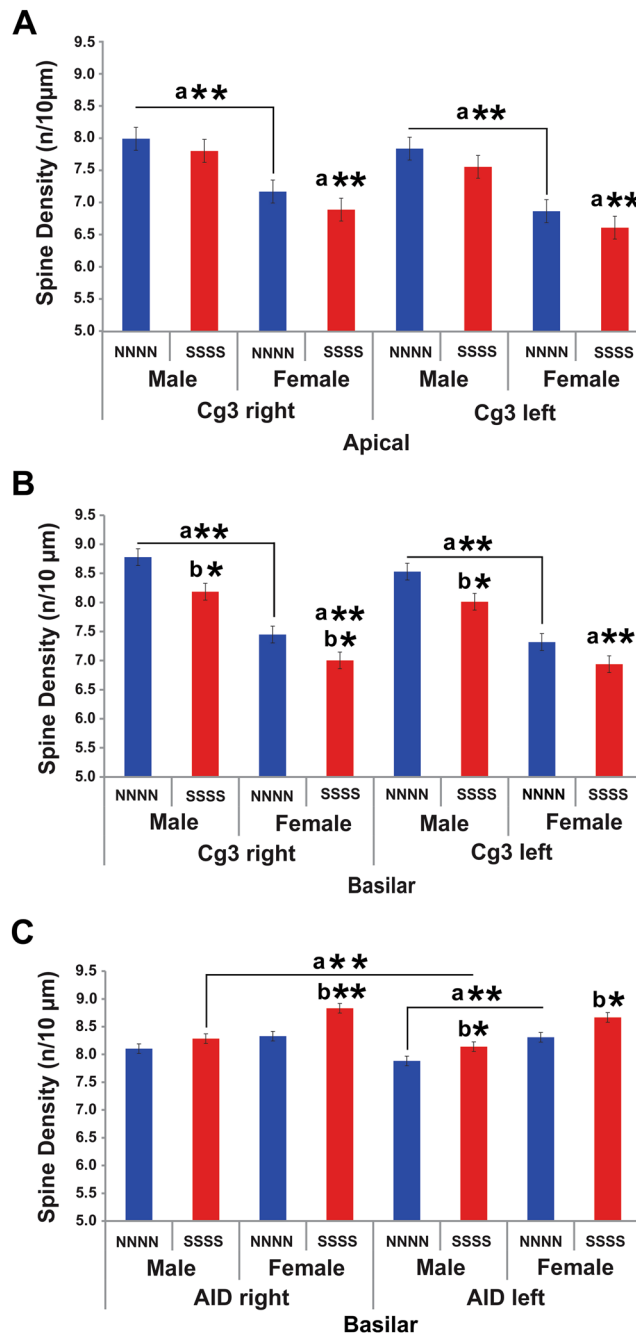 A
Spine Density (n/10µm)
9.5
9.0
8.5
8.0
7.5
7.0
6.5
6.0
5.5
5.0
a**
a**
a**
a**
NNNN SSSS NNNN SSSS NNNN SSSS NNNN SSSS
Male Female Male Female
Cg3 right Cg3 left
Apical
B
Spine Density (n/10 µm)
9.5
9.0
8.5
8.0
7.5
7.0
6.5
6.0
5.5
5.0
a** a**
b* b*
a** a**
b*
NNNN SSSS NNNN SSSS NNNN SSSS NNNN SSSS
Male Female Male Female
Cg3 right Cg3 left
Basilar
C
Spine Density (n/10 µm)
9.5
9.0
8.5
8.0
7.5
7.0
6.5
6.0
5.5
5.0
a**
b** a** b*
b*
NNNN SSSS NNNN SSSS NNNN SSSS NNNN SSSS
Male Female Male Female
AID right AID left
Basilar